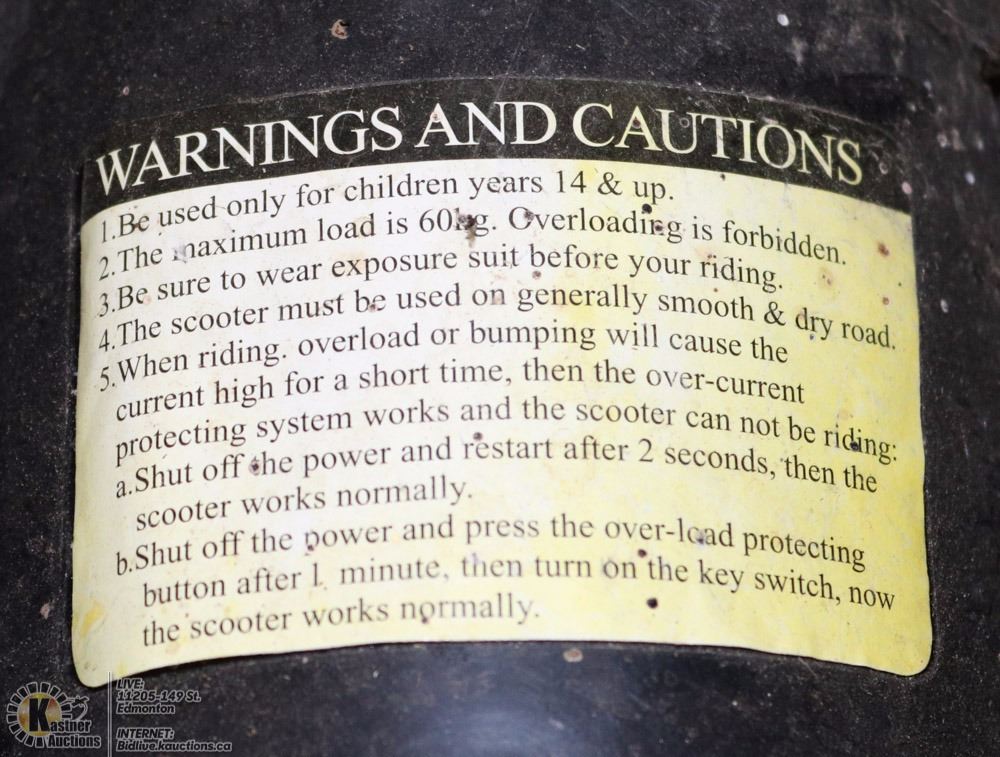 WARNINGS AND CAUTIONS
1.Be used only for children years 14 & up.
2.The maximum load is 60kg. Overloading is forbidden.
3.Be sure to wear exposure suit before your riding.
4.The scooter must be used on generally smooth & dry road.
5.When riding. overload or bumping will cause the
current high for a short time, then the over-current
protecting system works and the scooter can not be riding:
a.Shut off the power and restart after 2 seconds, then the
scooter works normally.
b.Shut off the power and press the over-load protecting
button after 1 minute, then turn on the key switch, now
the scooter works normally.
Kastner
Auctions
LIVE:
11205-149 St.
Edmonton
INTERNET:
Bidlive.kauctions.ca